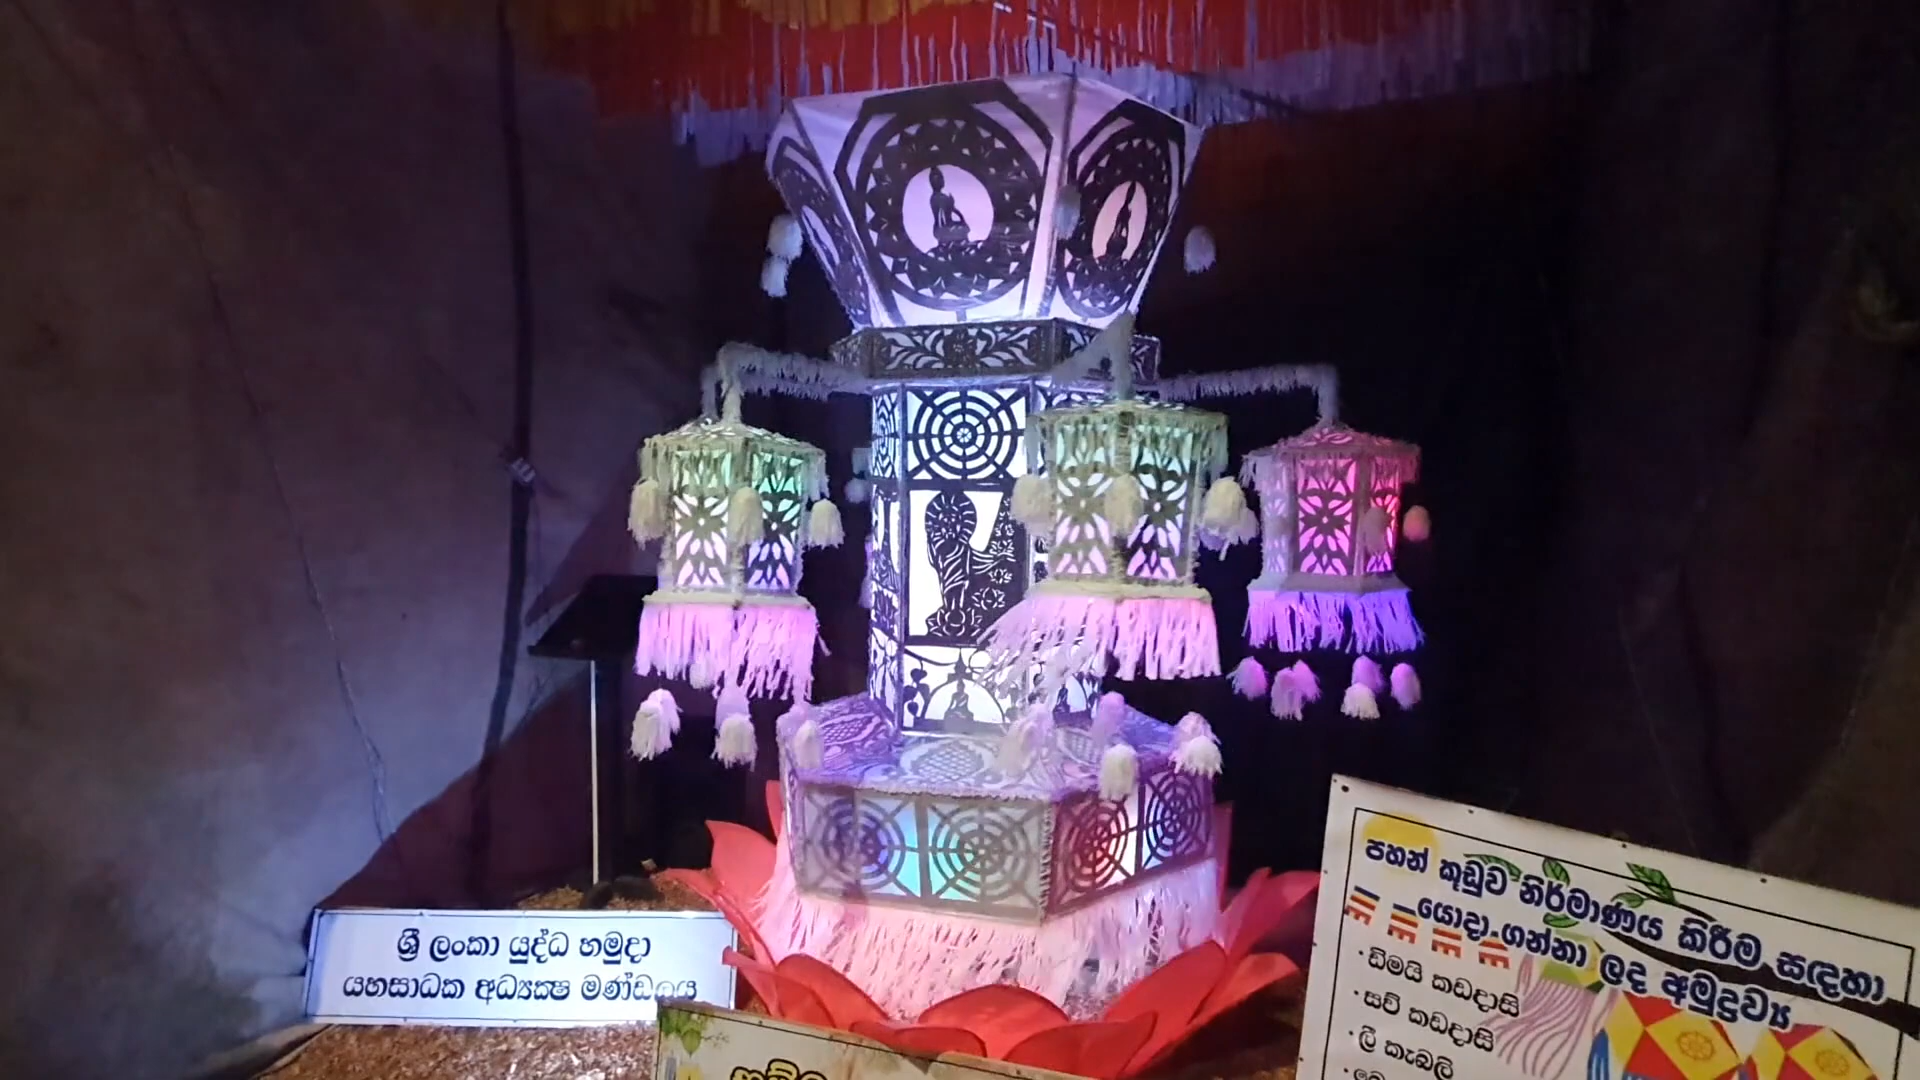 ශ්‍රී ලංකා යුද්ධ හමුදා
යහසාධක අධ්‍යක්ෂ මණ්ඩලය
පහන් කුඩුව නිර්මාණය කිරීම සඳහා
යොදා ගන්නා ලද අමුද්‍රව්‍ය
· ඩිමයි කඩදාසි
· සව් කඩදාසි
· ලී කැබලි